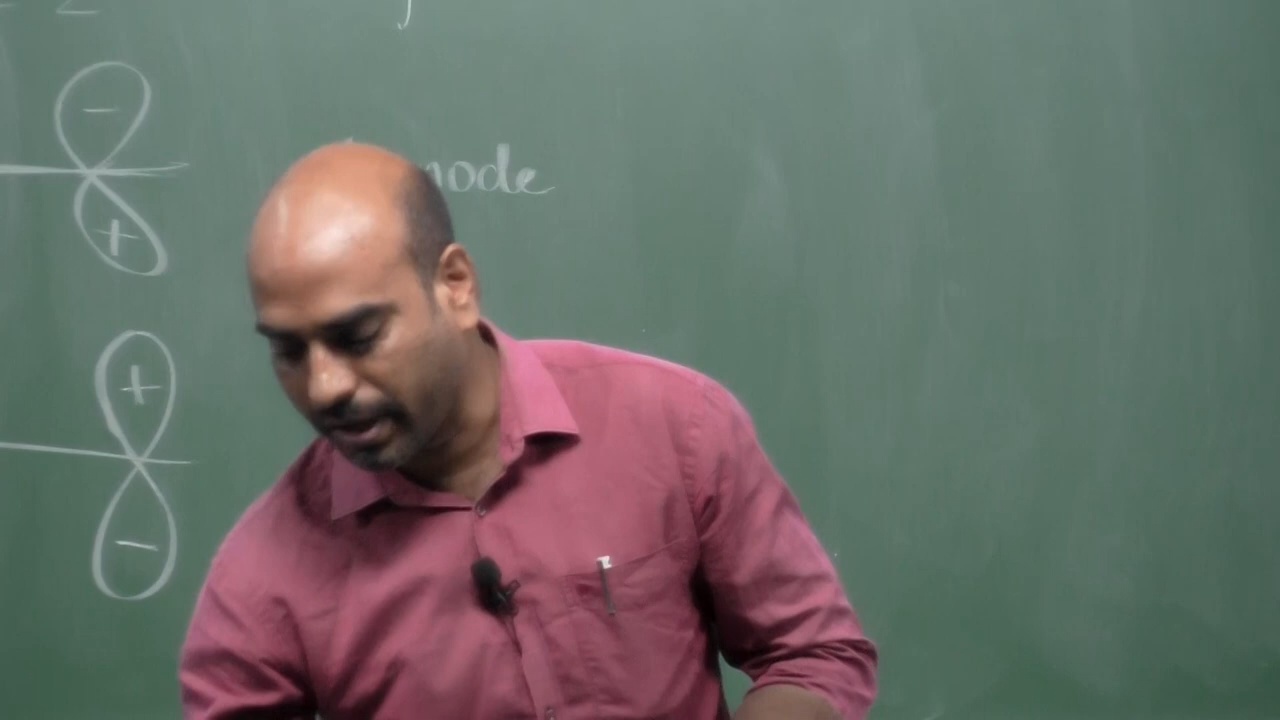 -
node
+
+
-